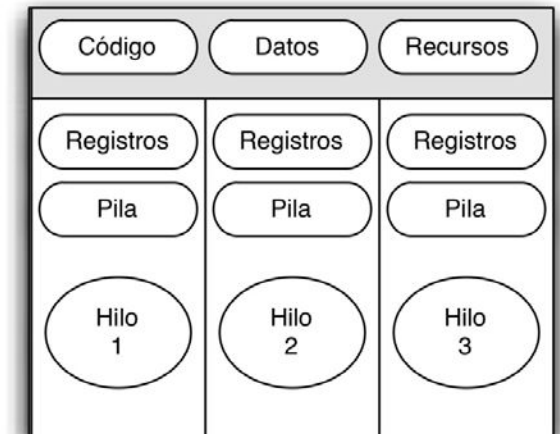 Código Datos Recursos
Registros Registros Registros
Pila Pila Pila
Hilo Hilo Hilo
1 2 3